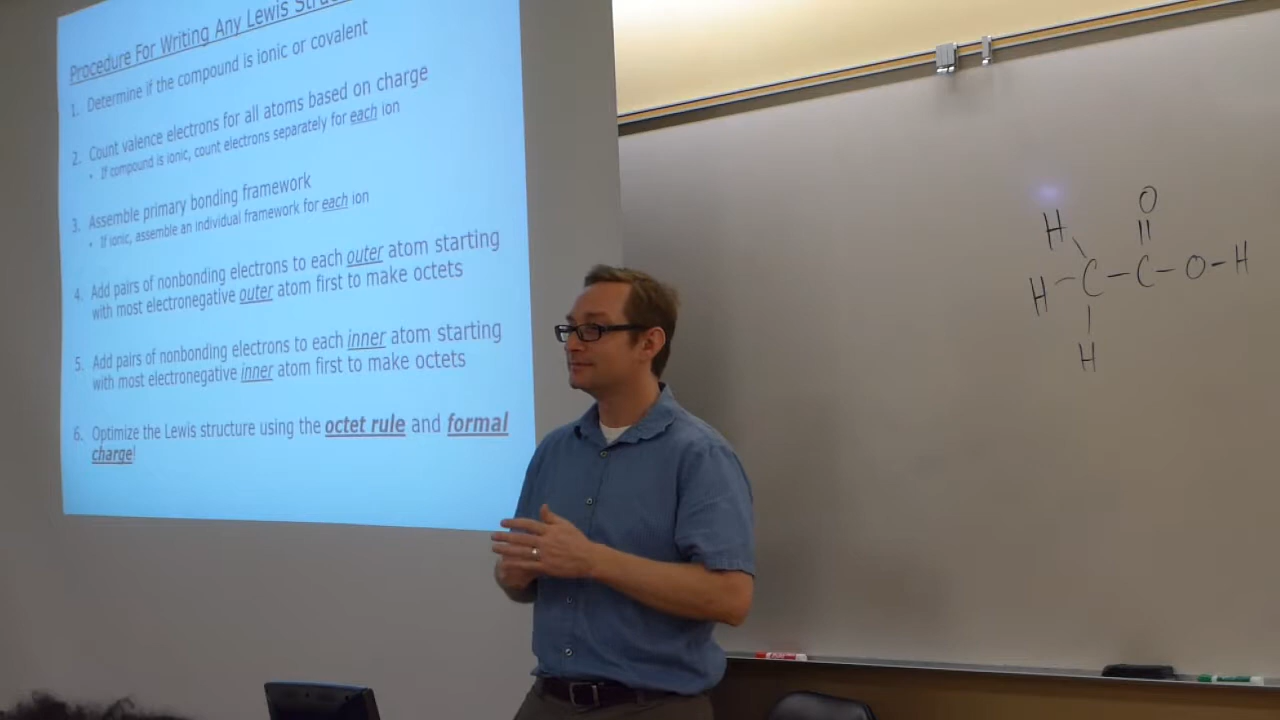 Procedure For Writing Any Lewis
1. Determine if the compound is ionic or covalent
2. Count valence electrons for all atoms based on charge
• If compound is ionic, count electrons separately for each ion
3. Assemble primary bonding framework
• If ionic, assemble an individual framework for each ion
4. Add pairs of nonbonding electrons to each outer atom starting
with most electronegative outer atom first to make octets
5. Add pairs of nonbonding electrons to each inner atom starting
with most electronegative inner atom first to make octets
6. Optimize the Lewis structure using the octet rule and formal
charge!
O
H
H - C - C - O - H
H